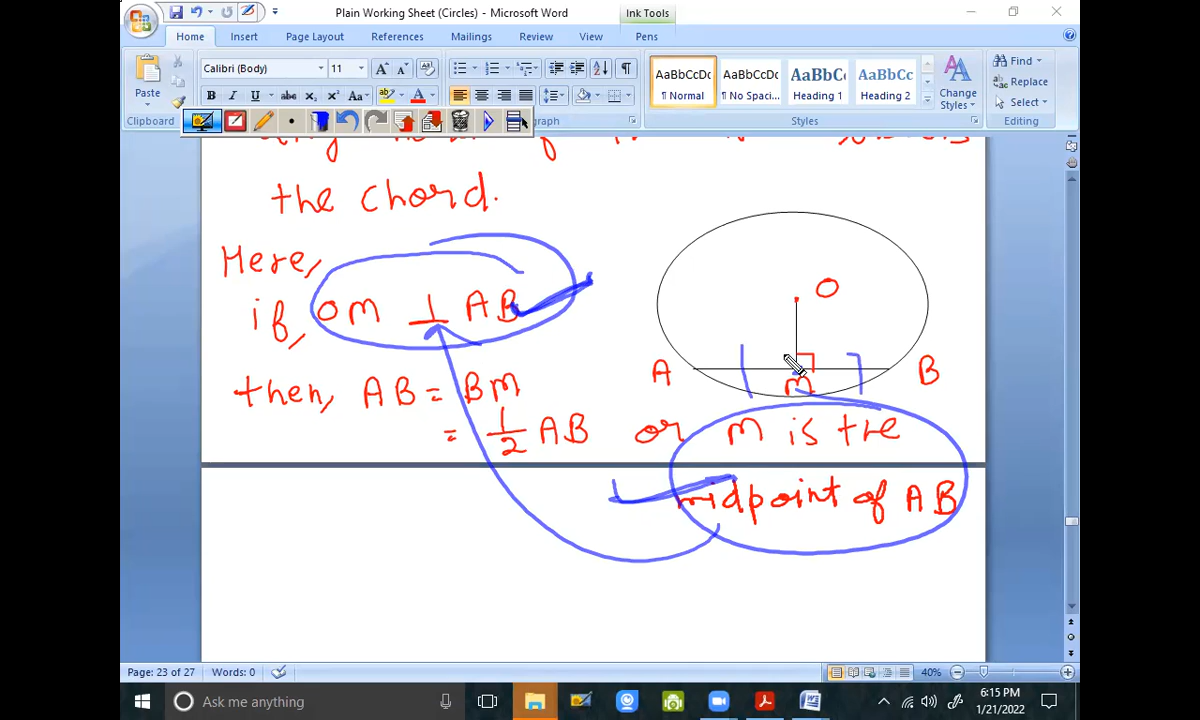 Plain Working Sheet (Circles) - Microsoft Word
Ink Tools
Home Insert Page Layout References Mailings Review View Pens
Paste
Calibri (Body) 11
AaBbCcDc AaBbCcDc AaBbCc AaBbCc
¶ Normal ¶ No Spaci... Heading 1 Heading 2
Change Styles
Find
Replace
Select
Clipboard
Styles
Editing
the chord.
Here,
if, OM ⊥ AB
then, AB = BM
= 1/2 AB or M is the
midpoint of AB
O
A
M
B
Page: 23 of 27 Words: 0
40%
Ask me anything
6:15 PM
1/21/2022